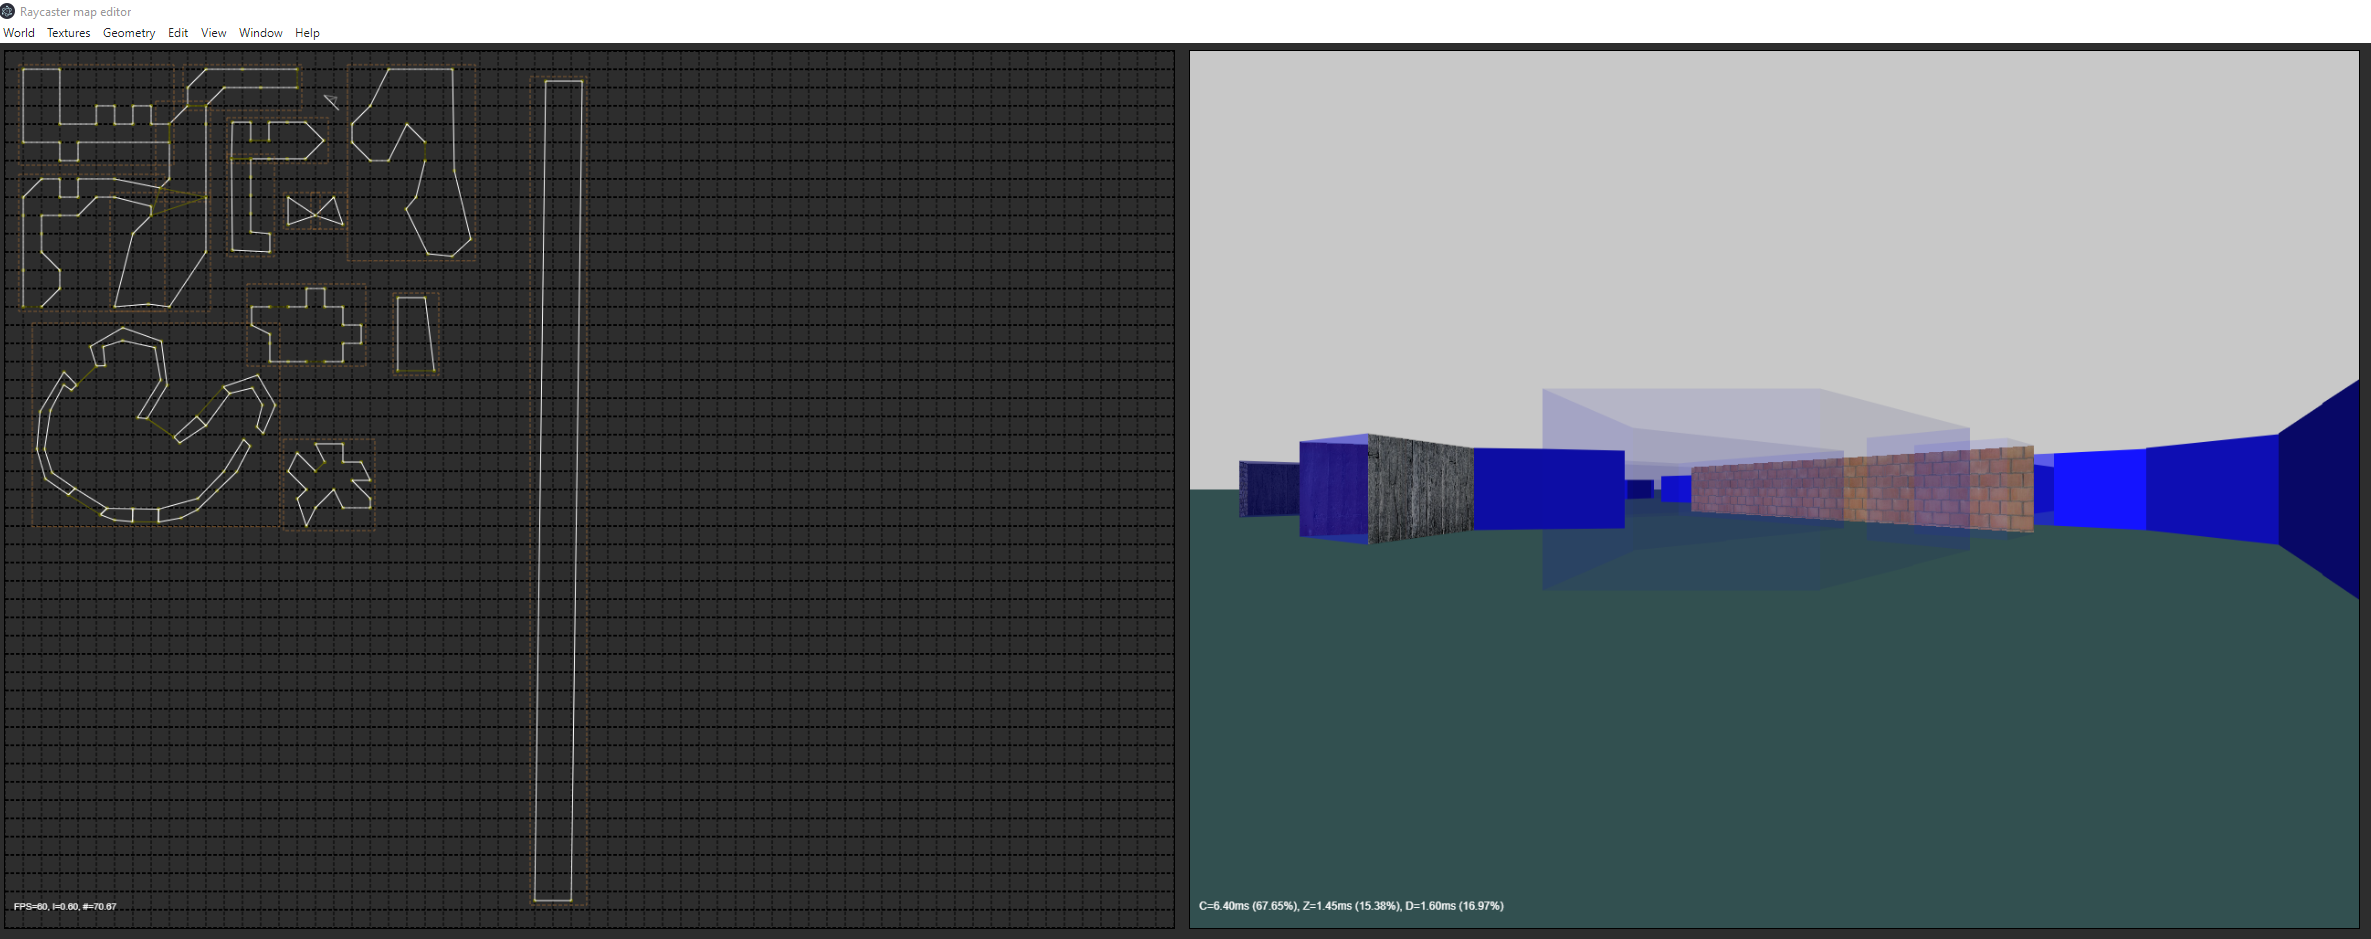 Raycaster map editor
World Textures Geometry Edit View Window Help
FPS=60, I=0.60, #=70.67
C=6.40ms (67.65%), Z=1.45ms (15.38%), D=1.60ms (16.97%)